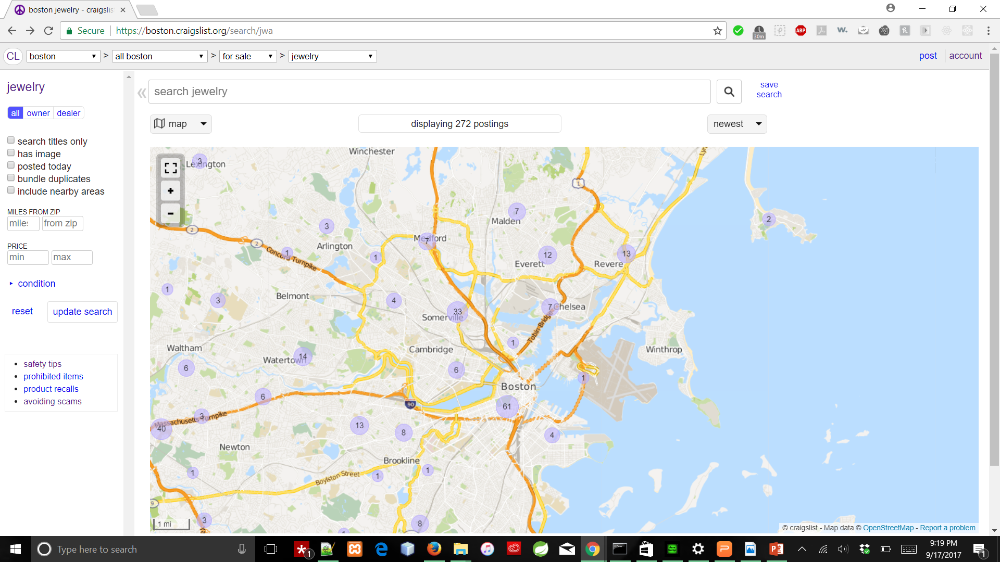 boston jewelry - craigslis
Secure https://boston.craigslist.org/search/jwa
ABP
W.
30m
CL boston > all boston > for sale > jewelry post account
jewelry
all owner dealer
search titles only
has image
posted today
bundle duplicates
include nearby areas
MILES FROM ZIP
miles from zip
PRICE
min max
condition
reset update search
safety tips
prohibited items
product recalls
avoiding scams
search jewelry
save
search
map displaying 272 postings newest
Winchester
3
Lexington
+
-
1
7
Malden
2
2
2
3
Arlington
Medford
7
1
Concord Turnpike
1
12
Everett
13
Revere
1
3
Belmont
4
33
Somerville
7
Chelsea
Tobin Bridge
1
Waltham
Cambridge
Winthrop
14
Watertown
6
6
1
Boston
6
90
61
3
Massachusetts Turnpike
40
13
8
4
Newton
Brookline
1
1
1
Boylston Street
9
3
8
1
1 mi
© craigslist - Map data © OpenStreetMap - Report a problem
Type here to search
1
9:19 PM
9/17/2017
1